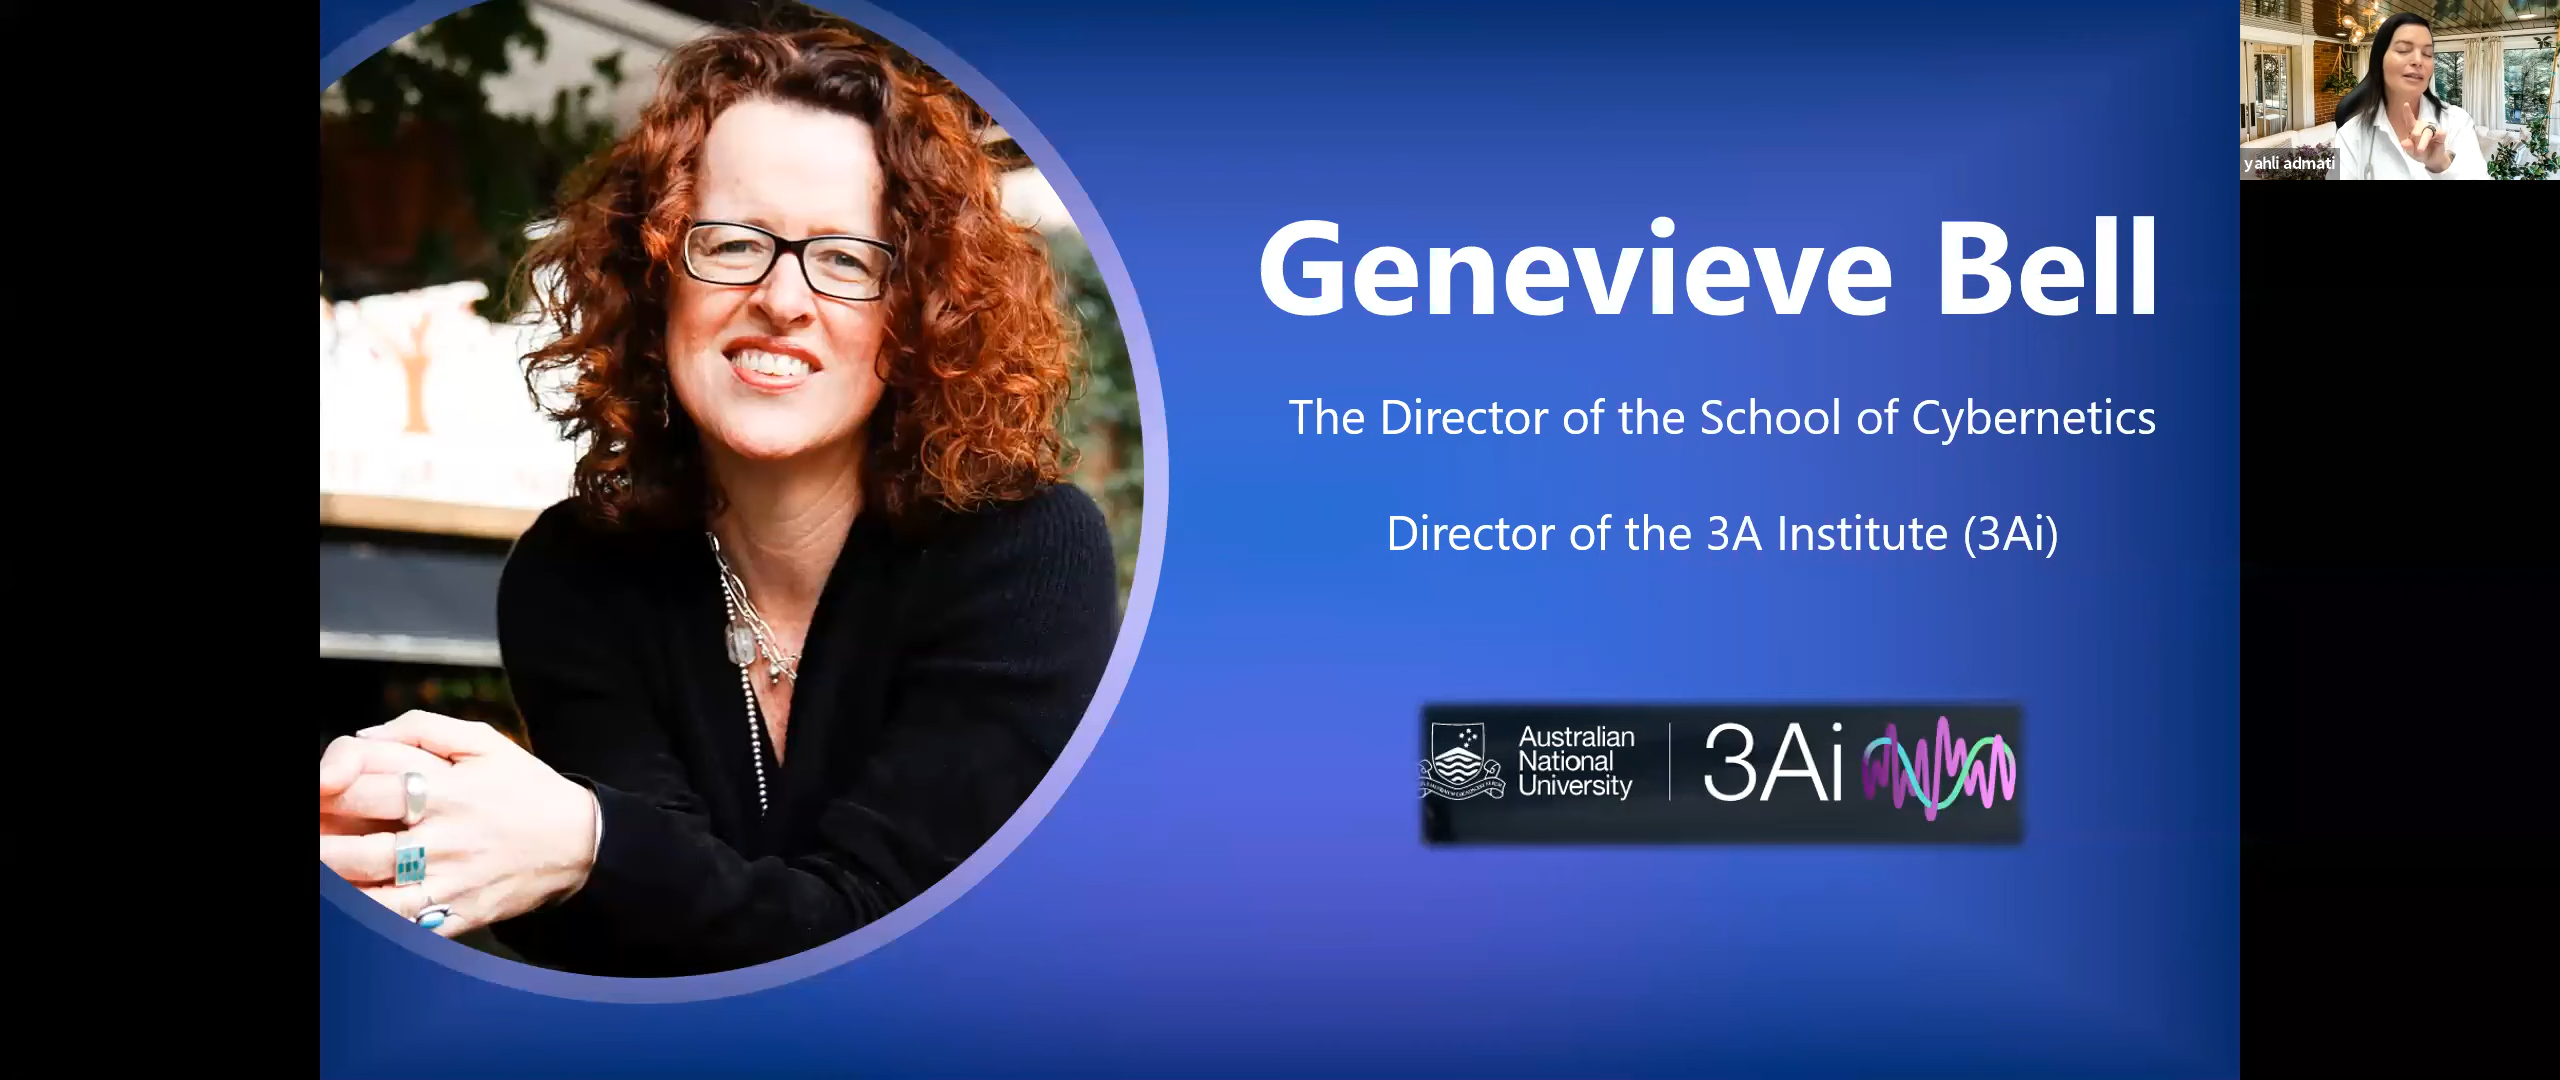 Genevieve Bell
The Director of the School of Cybernetics
Director of the 3A Institute (3Ai)
Australian
National
University
3Ai
yahli admati